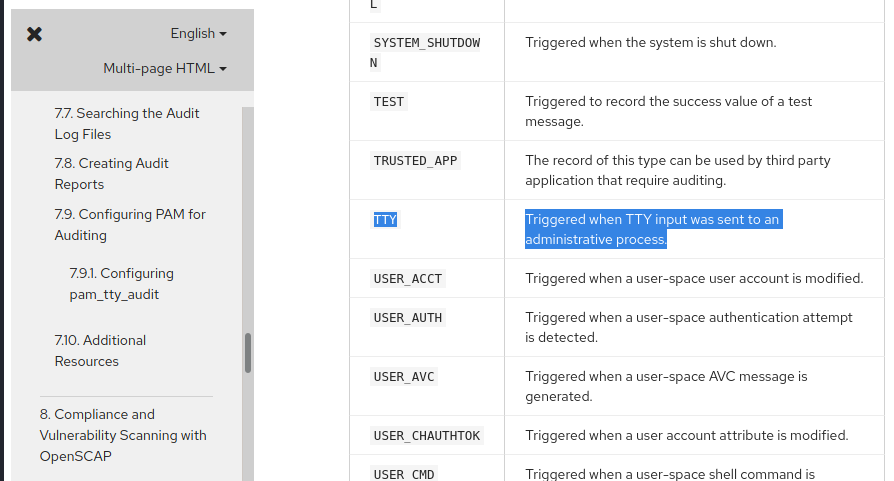 English
Multi-page HTML
7.7. Searching the Audit
Log Files
7.8. Creating Audit
Reports
7.9. Configuring PAM for
Auditing
7.9.1. Configuring
pam_tty_audit
7.10. Additional
Resources
8. Compliance and
Vulnerability Scanning with
OpenSCAP
L
SYSTEM_SHUTDOW
N
Triggered when the system is shut down.
TEST
Triggered to record the success value of a test
message.
TRUSTED_APP
The record of this type can be used by third party
application that require auditing.
TTY
Triggered when TTY input was sent to an
administrative process.
USER_ACCT
Triggered when a user-space user account is modified.
USER_AUTH
Triggered when a user-space authentication attempt
is detected.
USER_AVC
Triggered when a user-space AVC message is
generated.
USER_CHAUTHTOK
Triggered when a user account attribute is modified.
USER_CMD
Triggered when a user-space shell command is